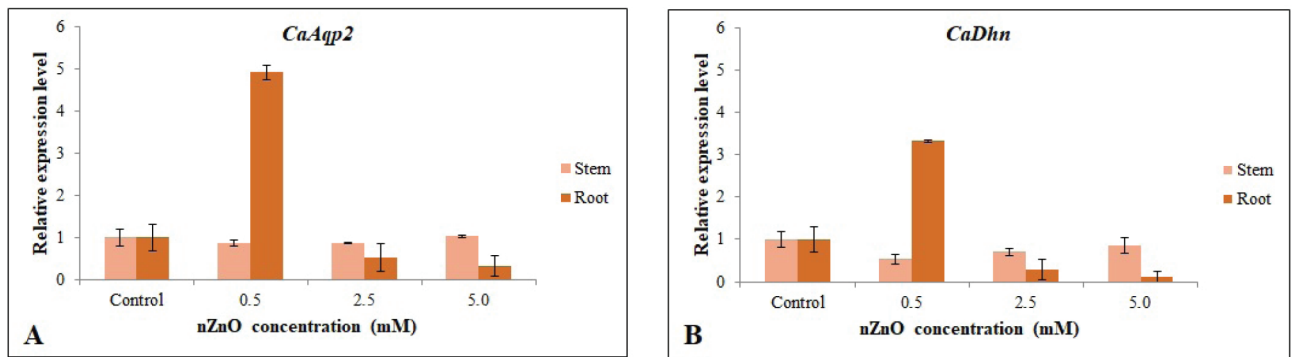 CaAqp2
Relative expression level
6
5
4
3
2
1
0
Control 0.5 2.5 5.0
nZnO concentration (mM)
Stem
Root
A
CaDhn
Relative expression level
6
5
4
3
2
1
0
Control 0.5 2.5 5.0
nZnO concentration (mM)
Stem
Root
B